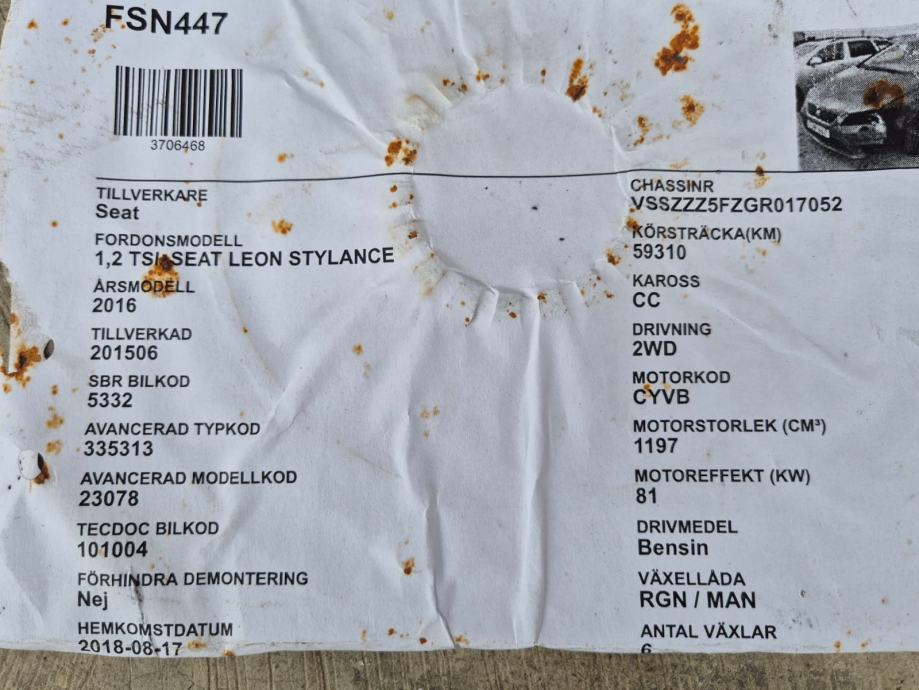 FSN447
3706468
TILLVERKARE
Seat
FORDONSMODELL
1,2 TSI SEAT LEON STYLANCE
ÅRSMODELL
2016
TILLVERKAD
201506
SBR BILKOD
5332
AVANCERAD TYPKOD
335313
AVANCERAD MODELLKOD
23078
TECDOC BILKOD
101004
FÖRHINDRA DEMONTERING
Nej
HEMKOMSTDATUM
2018-08-17
CHASSINR
VSSZZZ5FZGR017052
KÖRSTRÄCKA(KM)
59310
KAROSS
CC
DRIVNING
2WD
MOTORKOD
CYVB
MOTORSTORLEK (CM³)
1197
MOTOREFFEKT (KW)
81
DRIVMEDEL
Bensin
VÄXELLÅDA
RGN / MAN
ANTAL VÄXLAR
6